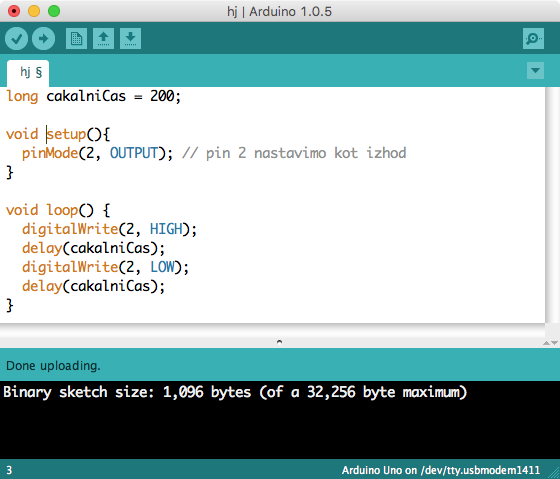 hj | Arduino 1.0.5
hj §
long cakalniCas = 200;
void setup(){
pinMode(2, OUTPUT); // pin 2 nastavimo kot izhod
}
void loop() {
digitalWrite(2, HIGH);
delay(cakalniCas);
digitalWrite(2, LOW);
delay(cakalniCas);
}
Done uploading.
Binary sketch size: 1,096 bytes (of a 32,256 byte maximum)
3
Arduino Uno on /dev/tty.usbmodem1411